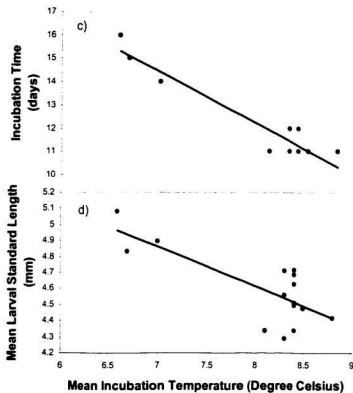 c)
Incubation Time
(days)
17
16
15
14
13
12
11
10
9
d)
Mean Larval Standard Length
(mm)
5.2
5.1
5
4.9
4.8
4.7
4.6
4.5
4.4
4.3
4.2
6 6.5 7 7.5 8 8.5 9
Mean Incubation Temperature (Degree Celsius)